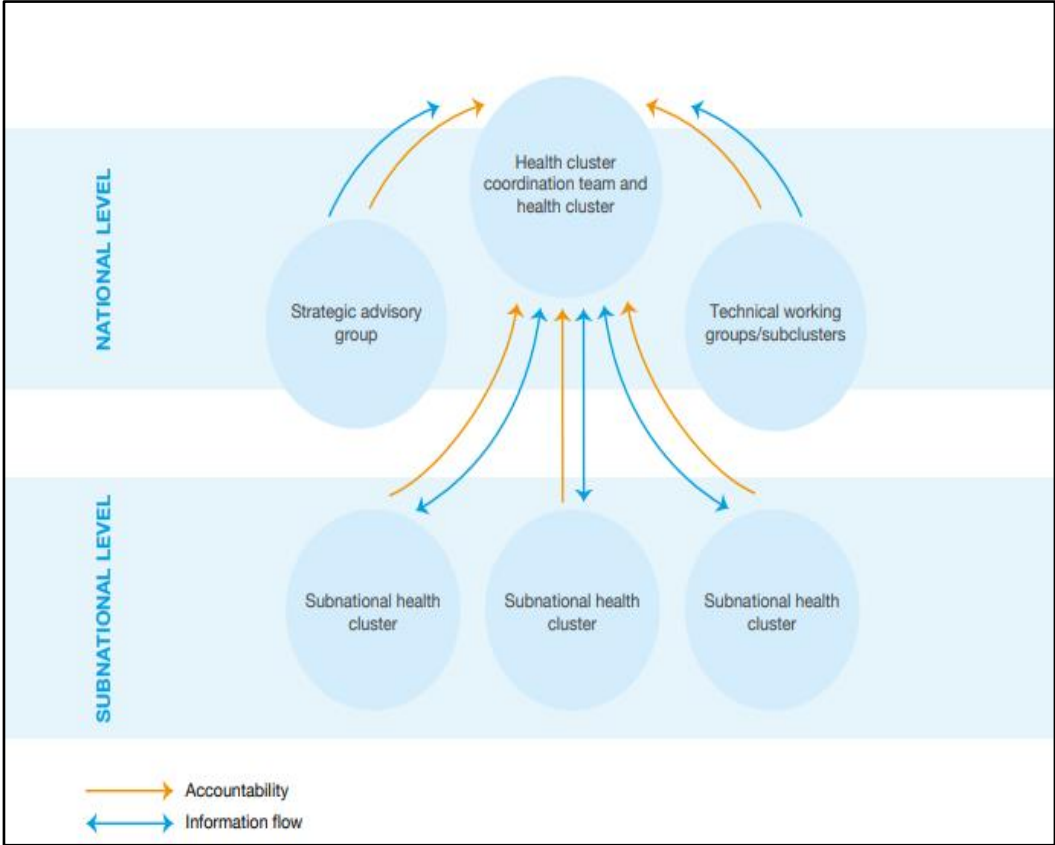 NATIONAL LEVEL
Health cluster
coordination team and
health cluster
Strategic advisory
group
Technical working
groups/subclusters
SUBNATIONAL LEVEL
Subnational health
cluster
Subnational health
cluster
Subnational health
cluster
Accountability
Information flow